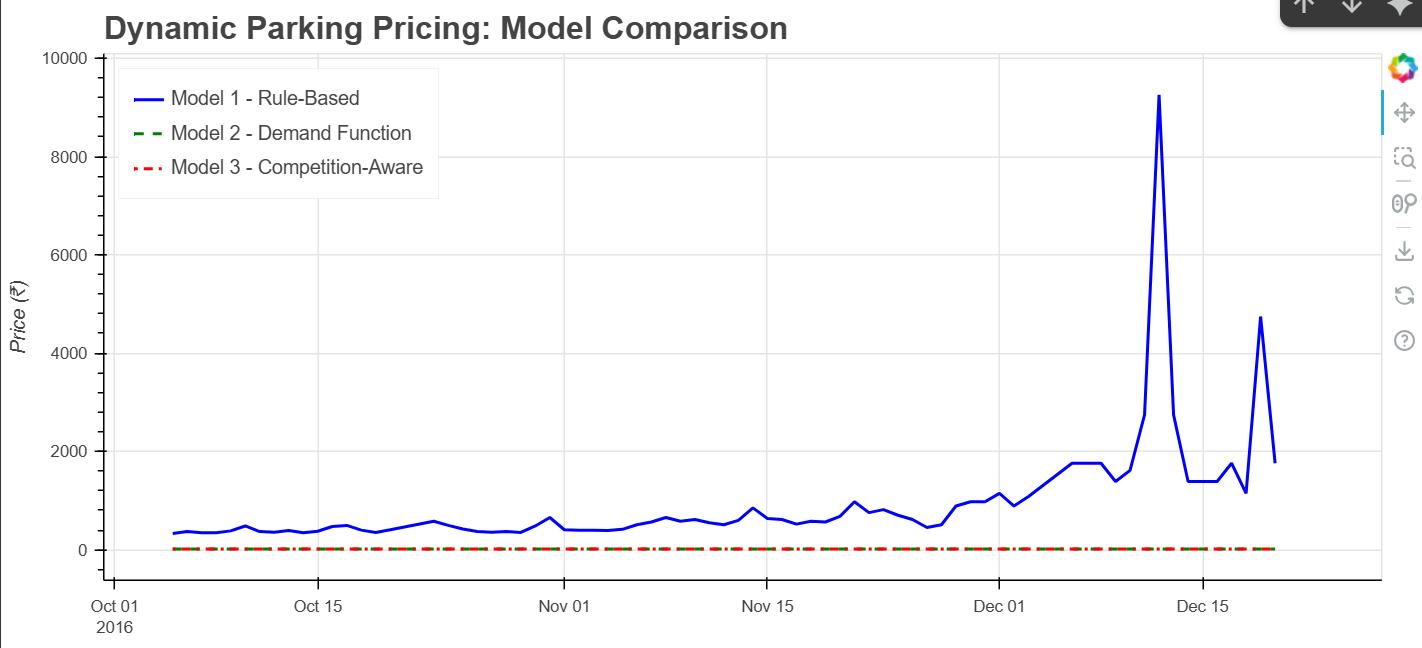 Dynamic Parking Pricing: Model Comparison
10000
8000
6000
4000
2000
0
Price (₹)
Model 1 - Rule-Based
Model 2 - Demand Function
Model 3 - Competition-Aware
Oct 01
2016
Oct 15
Nov 01
Nov 15
Dec 01
Dec 15